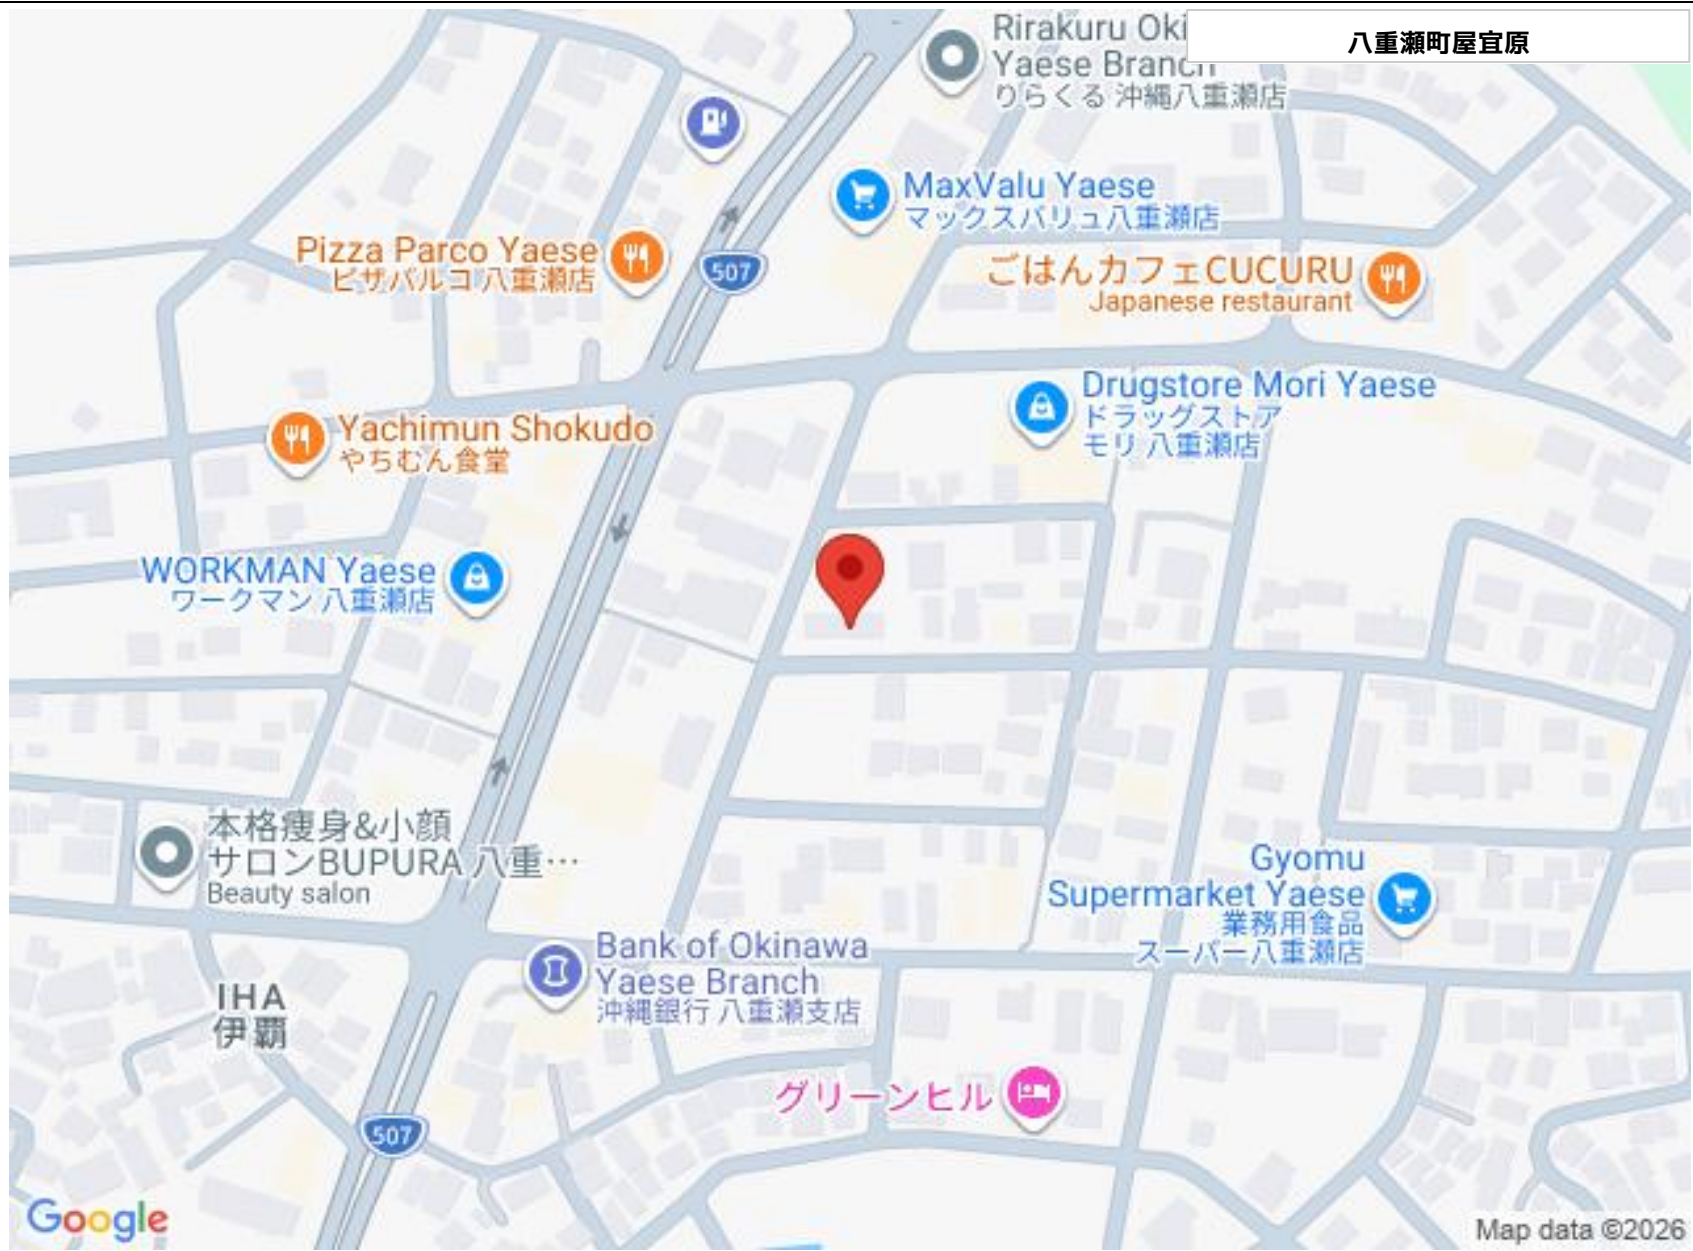 Rirakuru Oki
Yaese Branch
りらくる 沖縄八重瀬店
八重瀬町屋宜原
MaxValu Yaese
マックスバリュ八重瀬店
Pizza Parco Yaese
ピザパルコ 八重瀬店
507
ごはんカフェCUCURU
Japanese restaurant
Drugstore Mori Yaese
ドラッグストア
モリ 八重瀬店
Yachimun Shokudo
やちむん食堂
WORKMAN Yaese
ワークマン 八重瀬店
本格痩身&小顔
サロンBUPURA 八重…
Beauty salon
Gyomu
Supermarket Yaese
業務用食品
スーパー八重瀬店
Bank of Okinawa
Yaese Branch
沖縄銀行 八重瀬支店
IHA
伊覇
グリーンヒル
507
Google
Map data ©2026